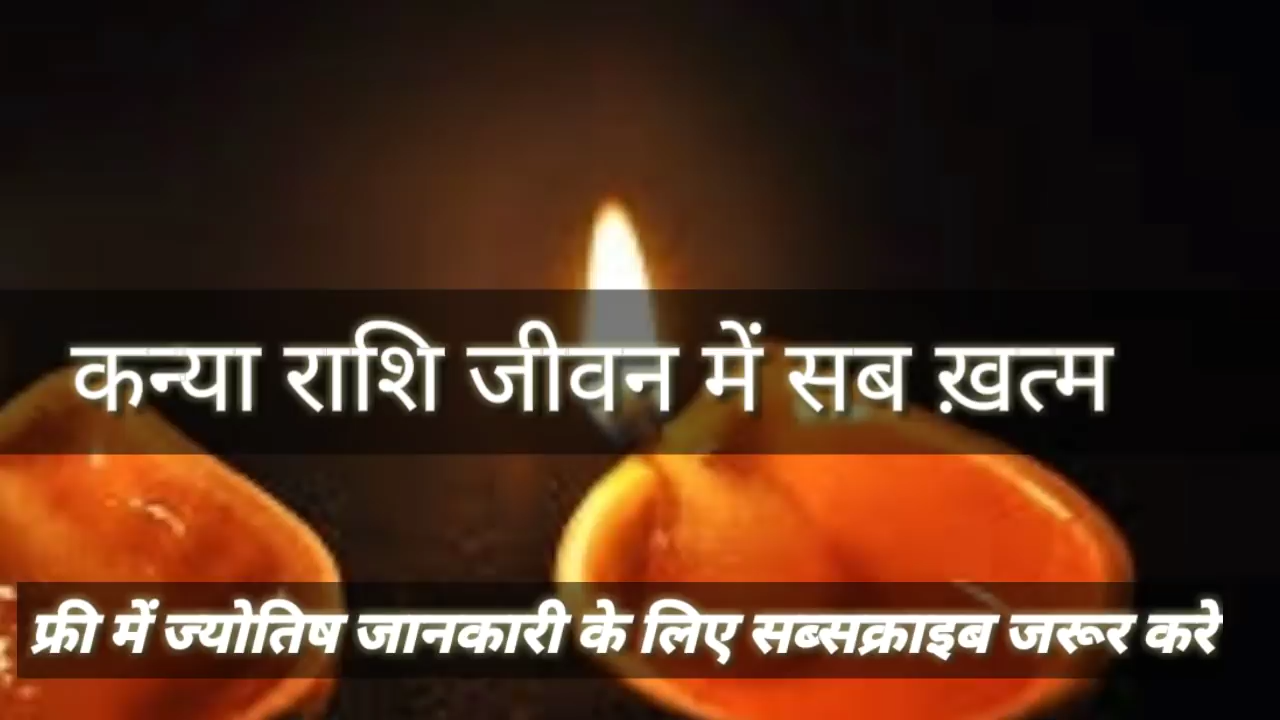 कन्या राशि जीवन में सब ख़त्म
फ्री में ज्योतिष जानकारी के लिए सब्सक्राइब जरूर करे